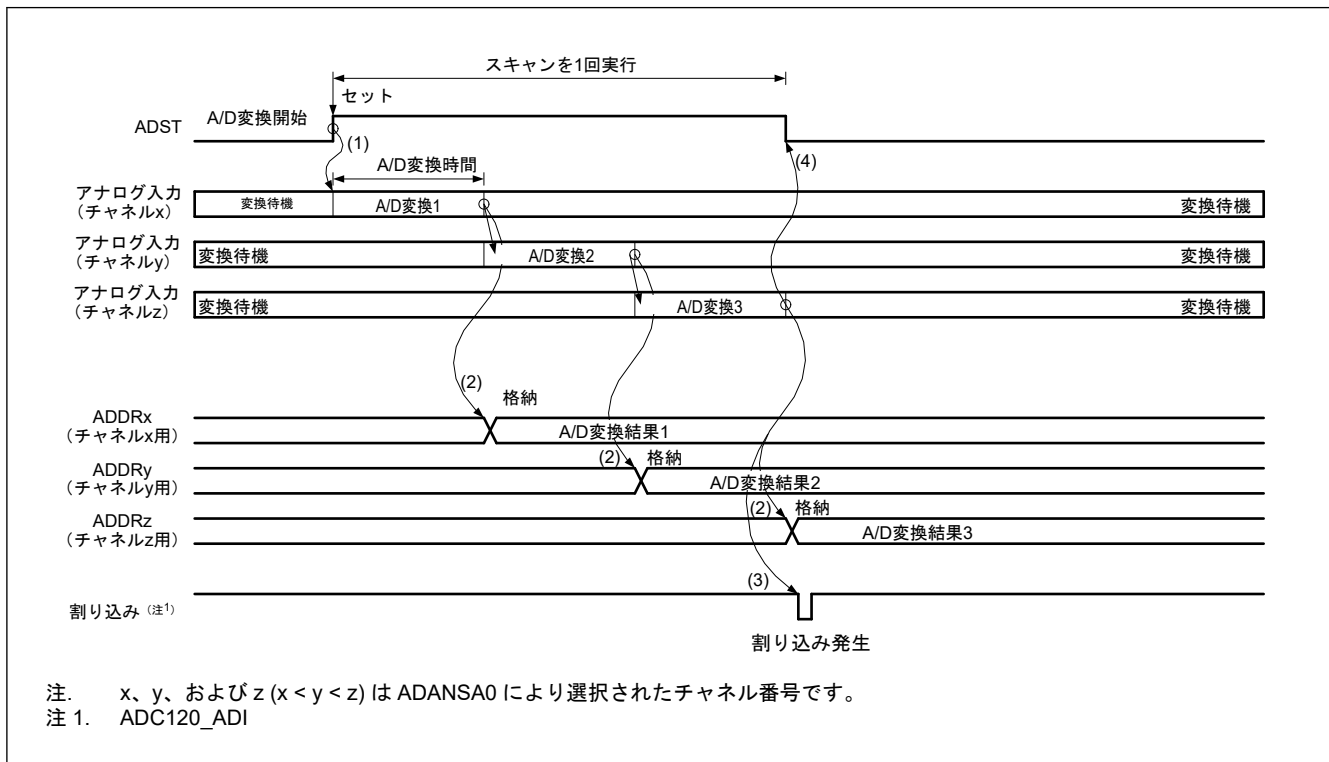 スキャンを1回実行
セット
A/D変換開始
ADST
(1)
(4)
A/D変換時間
アナログ入力
（チャネルx）
変換待機
A/D変換1
変換待機
アナログ入力
（チャネルy）
変換待機
A/D変換2
変換待機
アナログ入力
（チャネルz）
変換待機
A/D変換3
変換待機
(2)
格納
ADDRx
（チャネルx用）
A/D変換結果1
(2)
格納
ADDRy
（チャネルy用）
A/D変換結果2
(2)
格納
ADDRz
（チャネルz用）
A/D変換結果3
(3)
割り込み（注1）
割り込み発生
注. x、y、および z (x < y < z) は ADANSA0 により選択されたチャネル番号です。
注 1. ADC120_ADI